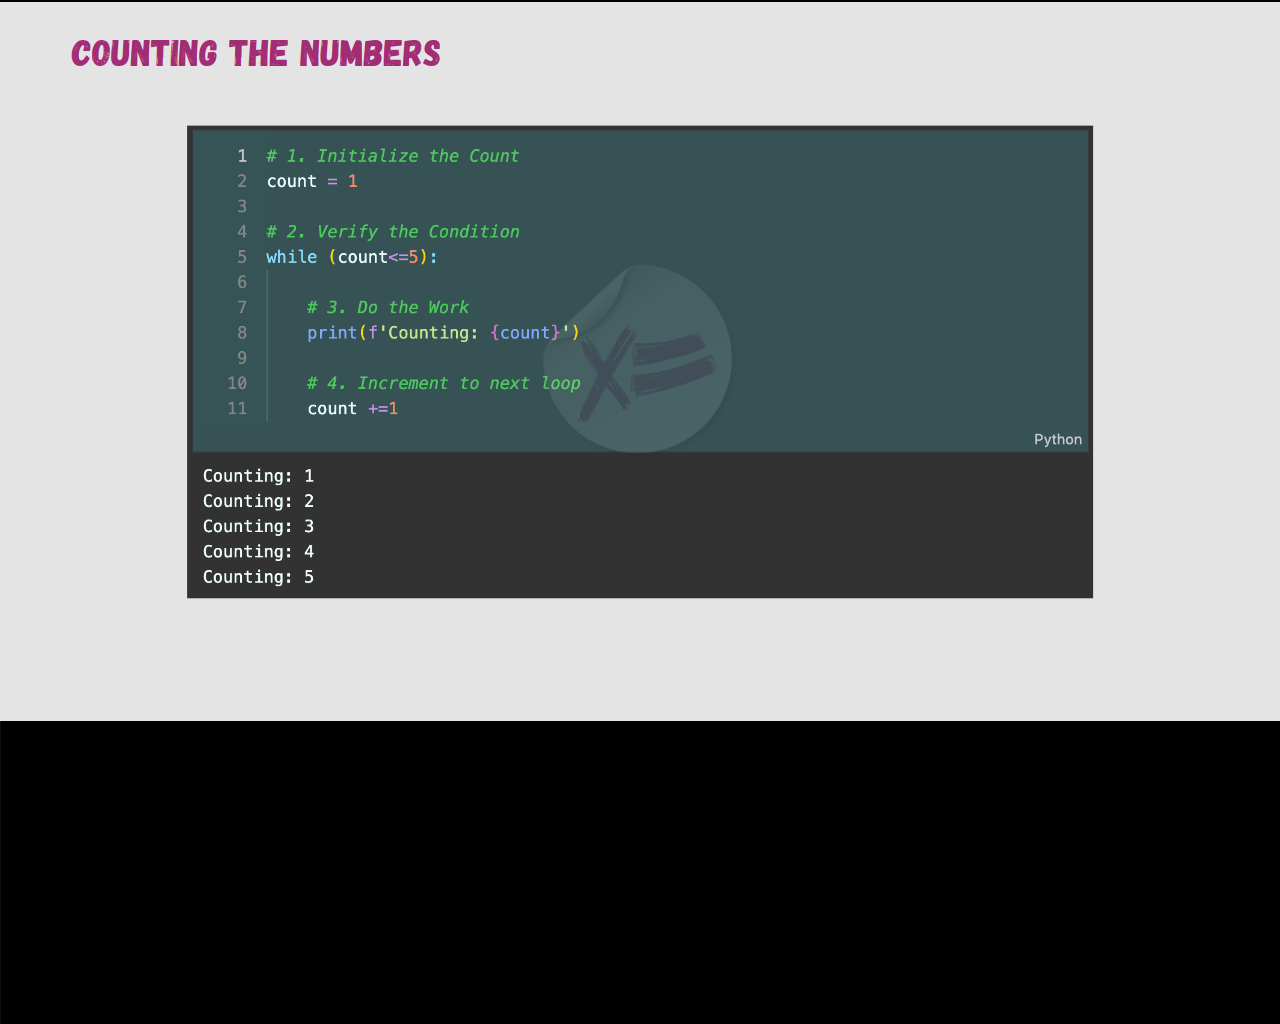 COUNTING THE NUMBERS
1 # 1. Initialize the Count
2 count = 1
3
4 # 2. Verify the Condition
5 while (count<=5):
6
7 # 3. Do the Work
8 print(f'Counting: {count}')
9
10 # 4. Increment to next loop
11 count +=1
Python
Counting: 1
Counting: 2
Counting: 3
Counting: 4
Counting: 5
X=